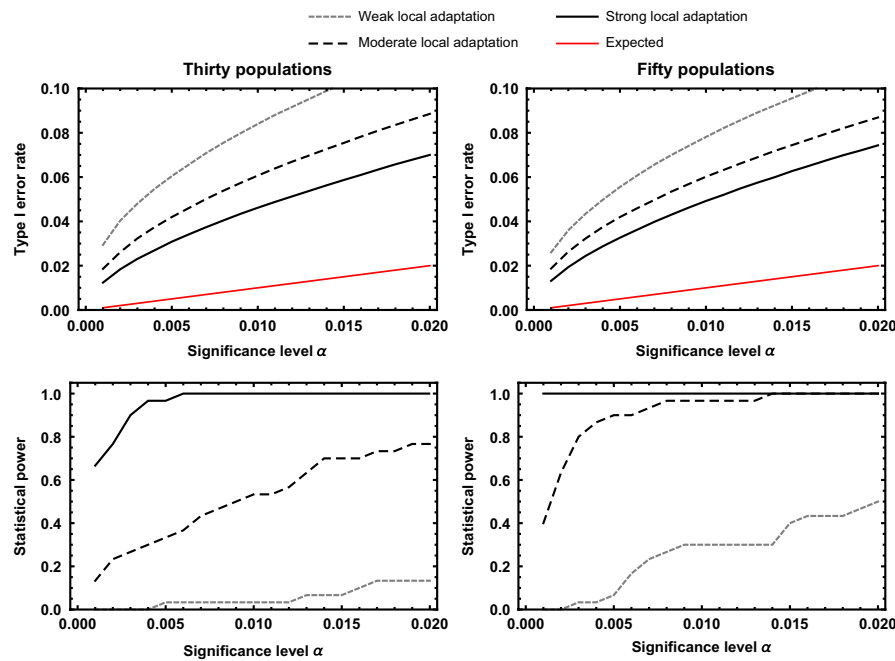 Weak local adaptation
Strong local adaptation
Moderate local adaptation
Expected
Thirty populations
Fifty populations
Type I error rate
0.10
0.08
0.06
0.04
0.02
0.00
0.000 0.005 0.010 0.015 0.020
Significance level α
Type I error rate
0.10
0.08
0.06
0.04
0.02
0.00
0.000 0.005 0.010 0.015 0.020
Significance level α
Statistical power
1.0
0.8
0.6
0.4
0.2
0.0
0.000 0.005 0.010 0.015 0.020
Significance level α
Statistical power
1.0
0.8
0.6
0.4
0.2
0.0
0.000 0.005 0.010 0.015 0.020
Significance level α